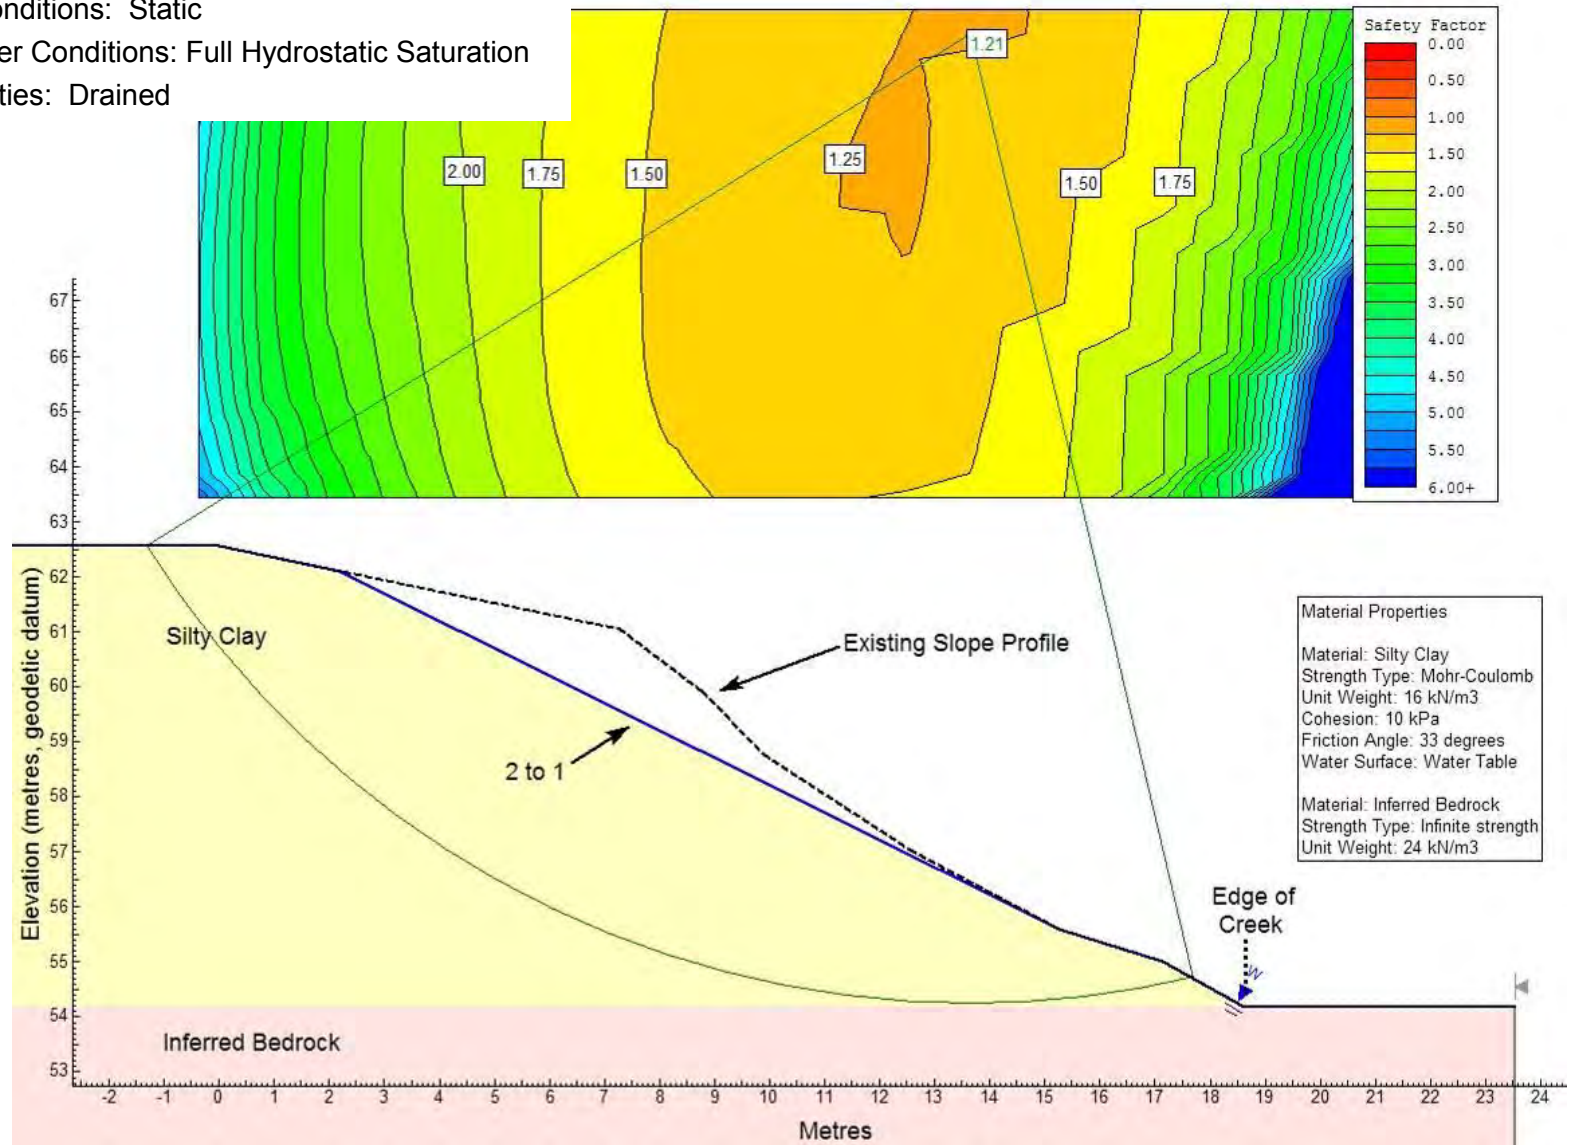 onditions: Static
er Conditions: Full Hydrostatic Saturation
ties: Drained
Safety Factor
0.00
0.50
1.00
1.50
2.00
2.50
3.00
3.50
4.00
4.50
5.00
5.50
6.00+
1.21
2.00
1.75
1.50
1.25
1.50
1.75
67
66
65
64
63
62
61
60
59
58
57
56
55
54
53
Elevation (metres, geodetic datum)
Silty Clay
Existing Slope Profile
2 to 1
Material Properties
Material: Silty Clay
Strength Type: Mohr-Coulomb
Unit Weight: 16 kN/m3
Cohesion: 10 kPa
Friction Angle: 33 degrees
Water Surface: Water Table
Material: Inferred Bedrock
Strength Type: Infinite strength
Unit Weight: 24 kN/m3
Edge of
Creek
W
Inferred Bedrock
-2 -1 0 1 2 3 4 5 6 7 8 9 10 11 12 13 14 15 16 17 18 19 20 21 22 23 24
Metres